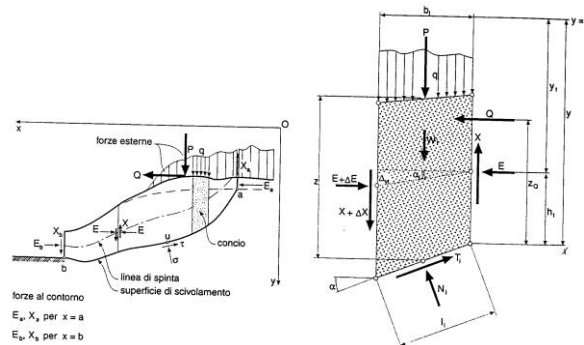 x
O
forze esterne
P
q
Q
X_a
E_a
a
X_b
E_b
b
E
X
E
u
τ
σ
concio
linea di spinta
superficie di scivolamento
y
forze al contorno
E_a, X_a per x = a
E_b, X_b per x = b
b_i
P
q
Q
W_i
X
E
E+ΔE
X + ΔX
z
z_Q
y_t
y
h_t
α
T_i
N_i
l_i